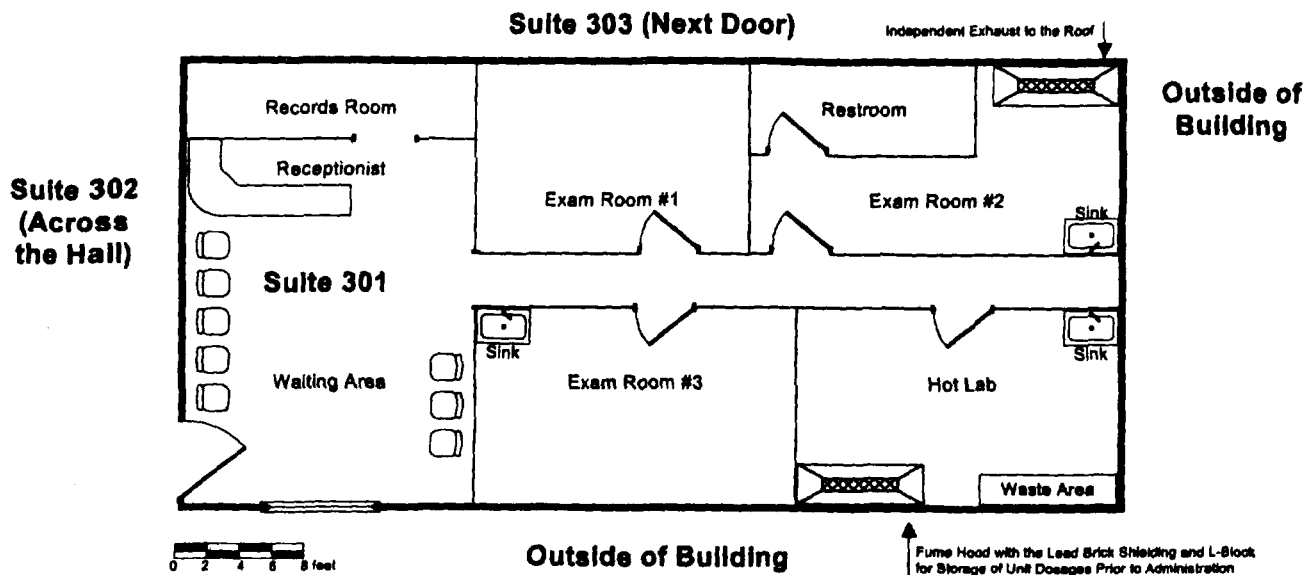 Suite 303 (Next Door)
Independent Exhaust to the Roof
Outside of
Building
Records Room
Restroom
Receptionist
Suite 302
(Across
the Hall)
Exam Room #1
Exam Room #2
Sink
Suite 301
Sink
Sink
Waiting Area
Exam Room #3
Hot Lab
Waste Area
0 2 4 6 8 feet
Outside of Building
Fume Hood with the Lead Brick Shielding and L-Block
for Storage of Unit Dosages Prior to Administration